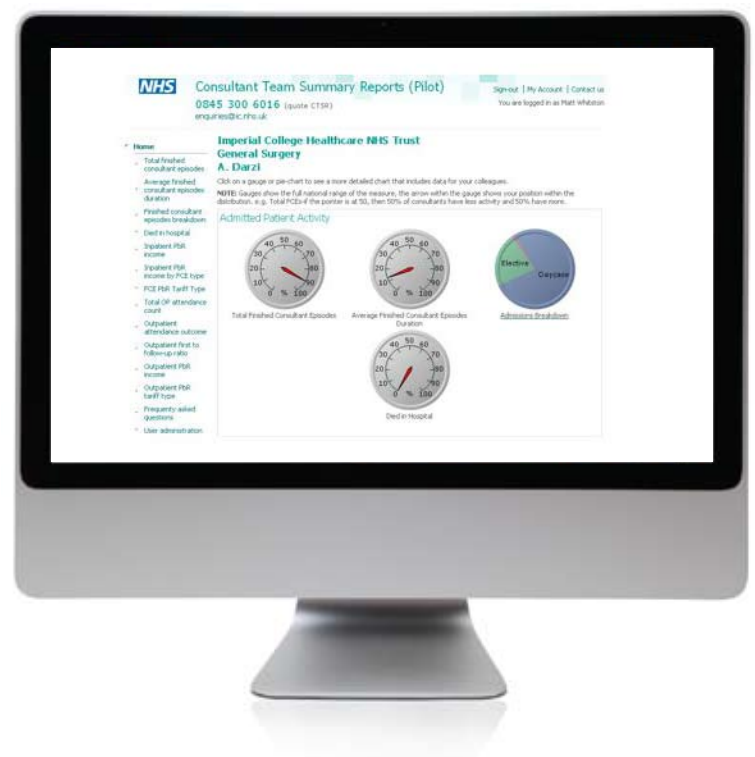 NHS
Consultant Team Summary Reports (Pilot)
Sign-out | My Account | Contact us
0845 300 6016 (quote CTSR)
You are logged in as Matt Whitston
enquiries@ic.nhs.uk
Home
Total finished
consultant episodes
Average finished
consultant episodes
duration
Finished consultant
episodes breakdown
Died in hospital
Inpatient PbR
income
Inpatient PbR
income by FCE type
FCE PbR Tariff Type
Total OP attendance
count
Outpatient
attendance outcome
Outpatient first to
follow-up ratio
Outpatient PbR
income
Outpatient PbR
tariff type
Frequenty asked
questions
User administration
Imperial College Healthcare NHS Trust
General Surgery
A. Darzi
Click on a gauge or pie-chart to see a more detailed chart that includes data for your colleagues.
NOTE: Gauges show the full national range of the measure, the arrow within the gauge shows your position within the
distribution. e.g. Total FCEs-if the pointer is at 50, then 50% of consultants have less activity and 50% have more.
Admitted Patient Activity
0 10 20 30 40 50 60 70 80 90 100 %
Total Finished Consultant Episodes
0 10 20 30 40 50 60 70 80 90 100 %
Average Finished Consultant Episodes
Duration
Elective
Daycase
Admissions Breakdown
0 10 20 30 40 50 60 70 80 90 100 %
Died in Hospital